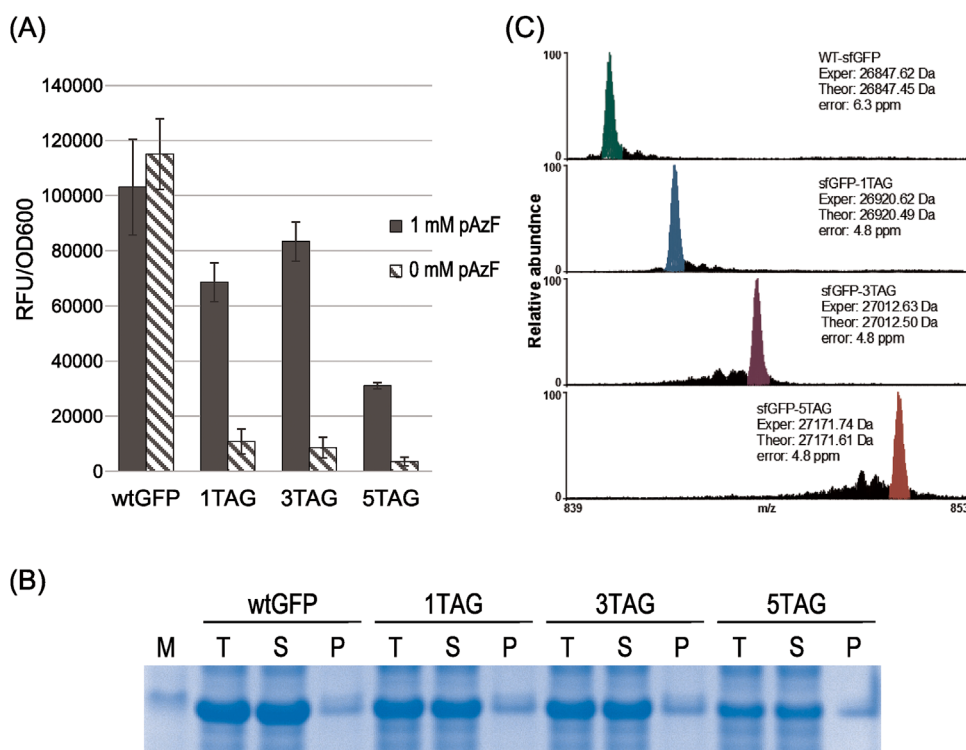 (A)
RFU/OD600
140000
120000
100000
80000
60000
40000
20000
0
wtGFP 1TAG 3TAG 5TAG
1 mM pAzF
0 mM pAzF
(C)
Relative abundnce
100
0
WT-sfGFP
Exper: 26847.62 Da
Theor: 26847.45 Da
error: 6.3 ppm
100
0
sfGFP-1TAG
Exper: 26920.62 Da
Theor: 26920.49 Da
error: 4.8 ppm
100
0
sfGFP-3TAG
Exper: 27012.63 Da
Theor: 27012.50 Da
error: 4.8 ppm
100
0
sfGFP-5TAG
Exper: 27171.74 Da
Theor: 27171.61 Da
error: 4.8 ppm
839 m/z 853
(B)
wtGFP 1TAG 3TAG 5TAG
M T S P T S P T S P T S P